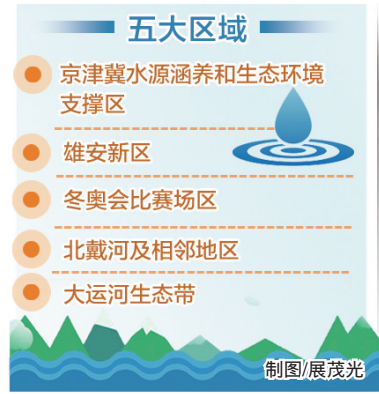 五大区域
京津冀水源涵养和生态环境
支撑区
雄安新区
冬奥会比赛场区
北戴河及相邻地区
大运河生态带
制图/展茂光